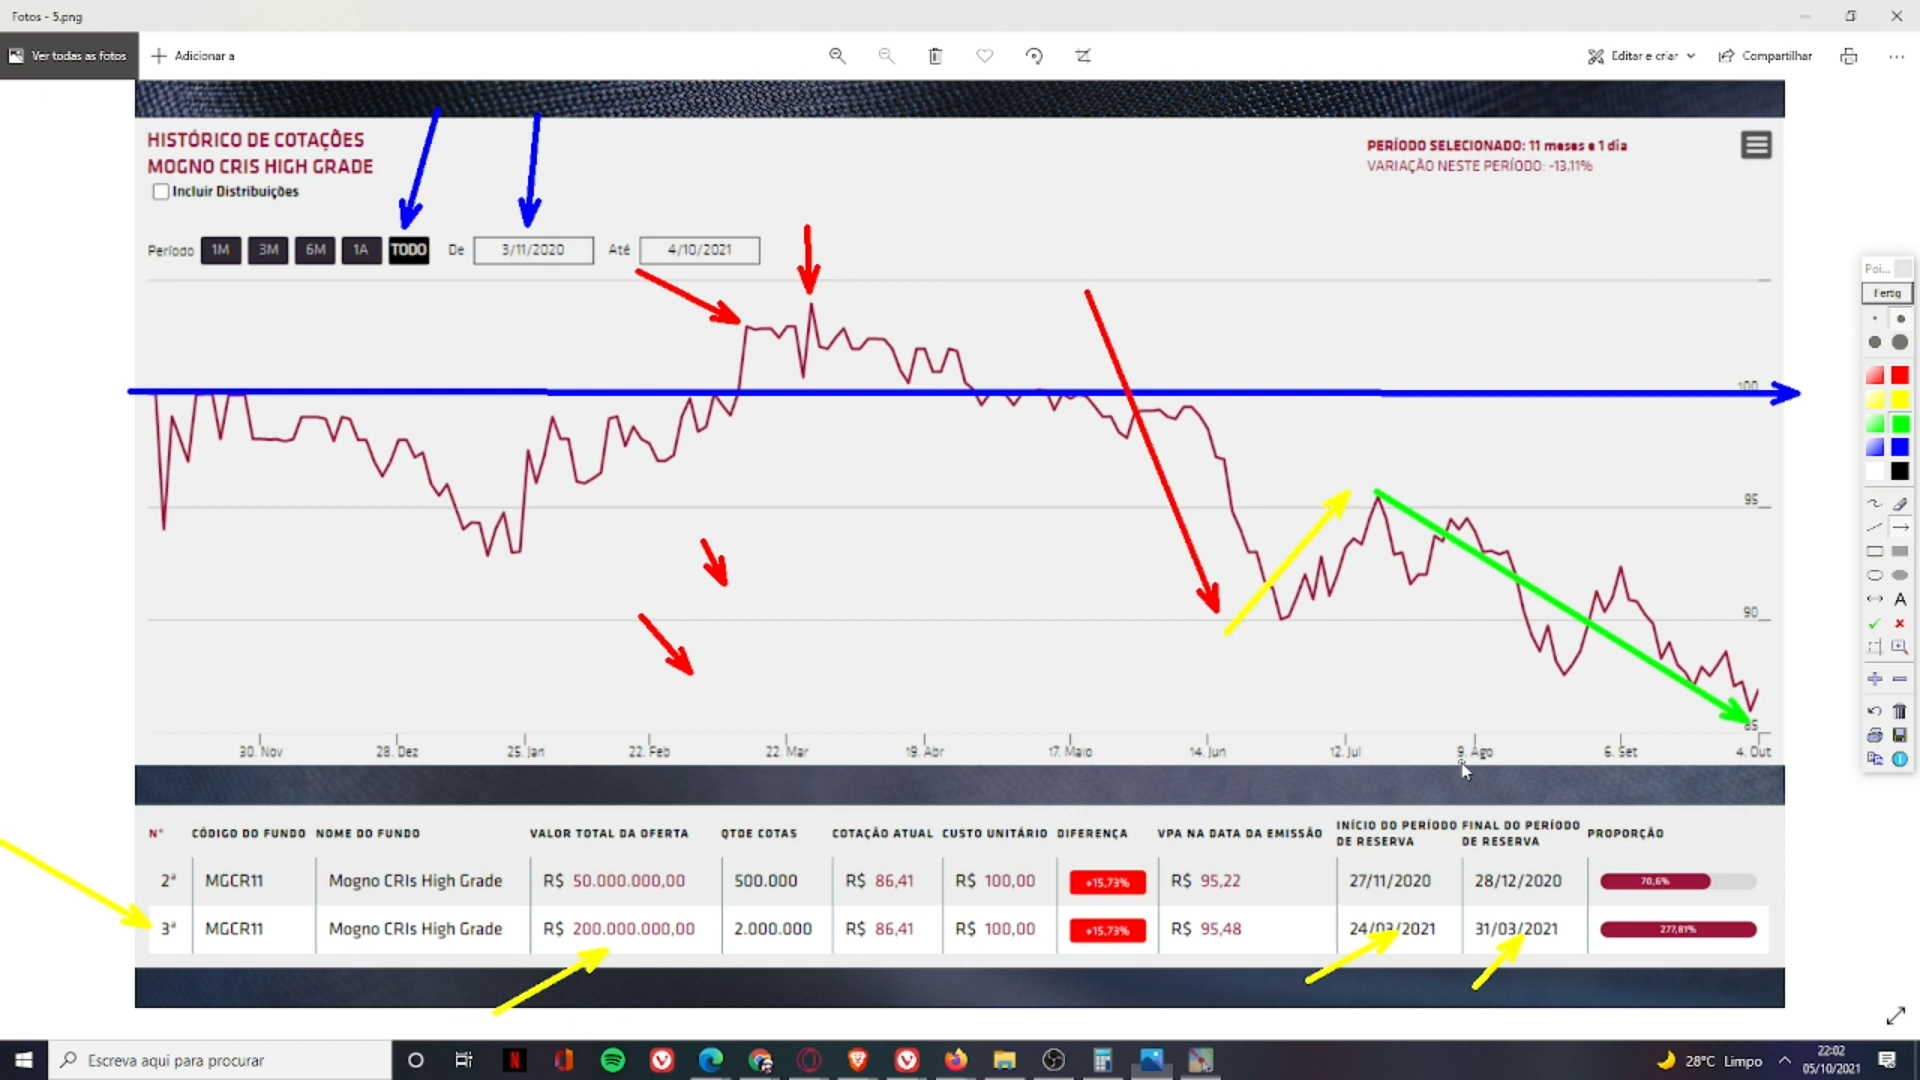 Fotos - 5.png
Ver todas as fotos
Adicionar a
Editar e criar
Compartilhar
HISTÓRICO DE COTAÇÕES
MOGNO CRIS HIGH GRADE
Incluir Distribuições
PERÍODO SELECIONADO: 11 meses e 1 dia
VARIAÇÃO NESTE PERÍODO: -13,11%
Período 1M 3M 6M 1A TODO De 3/11/2020 Até 4/10/2021
Poi...
Fertig
100
95
90
85
A
30. Nov 28. Dez 25. Jan 22. Feb 22. Mar 19. Abr 17. Maio 14. Jun 12. Jul 9. Ago 6. Set 4. Out
N° CÓDIGO DO FUNDO NOME DO FUNDO VALOR TOTAL DA OFERTA QTDE COTAS COTAÇÃO ATUAL CUSTO UNITÁRIO DIFERENÇA VPA NA DATA DA EMISSÃO INÍCIO DO PERÍODO DE RESERVA FINAL DO PERÍODO DE RESERVA PROPORÇÃO
2ª MGCR11 Mogno CRIs High Grade R$ 50.000.000,00 500.000 R$ 86,41 R$ 100,00 +15,73% R$ 95,22 27/11/2020 28/12/2020 70,6%
3ª MGCR11 Mogno CRIs High Grade R$ 200.000.000,00 2.000.000 R$ 86,41 R$ 100,00 +15,73% R$ 95,48 24/03/2021 31/03/2021 277,81%
Escreva aqui para procurar
28°C Limpo
22:02
05/10/2021